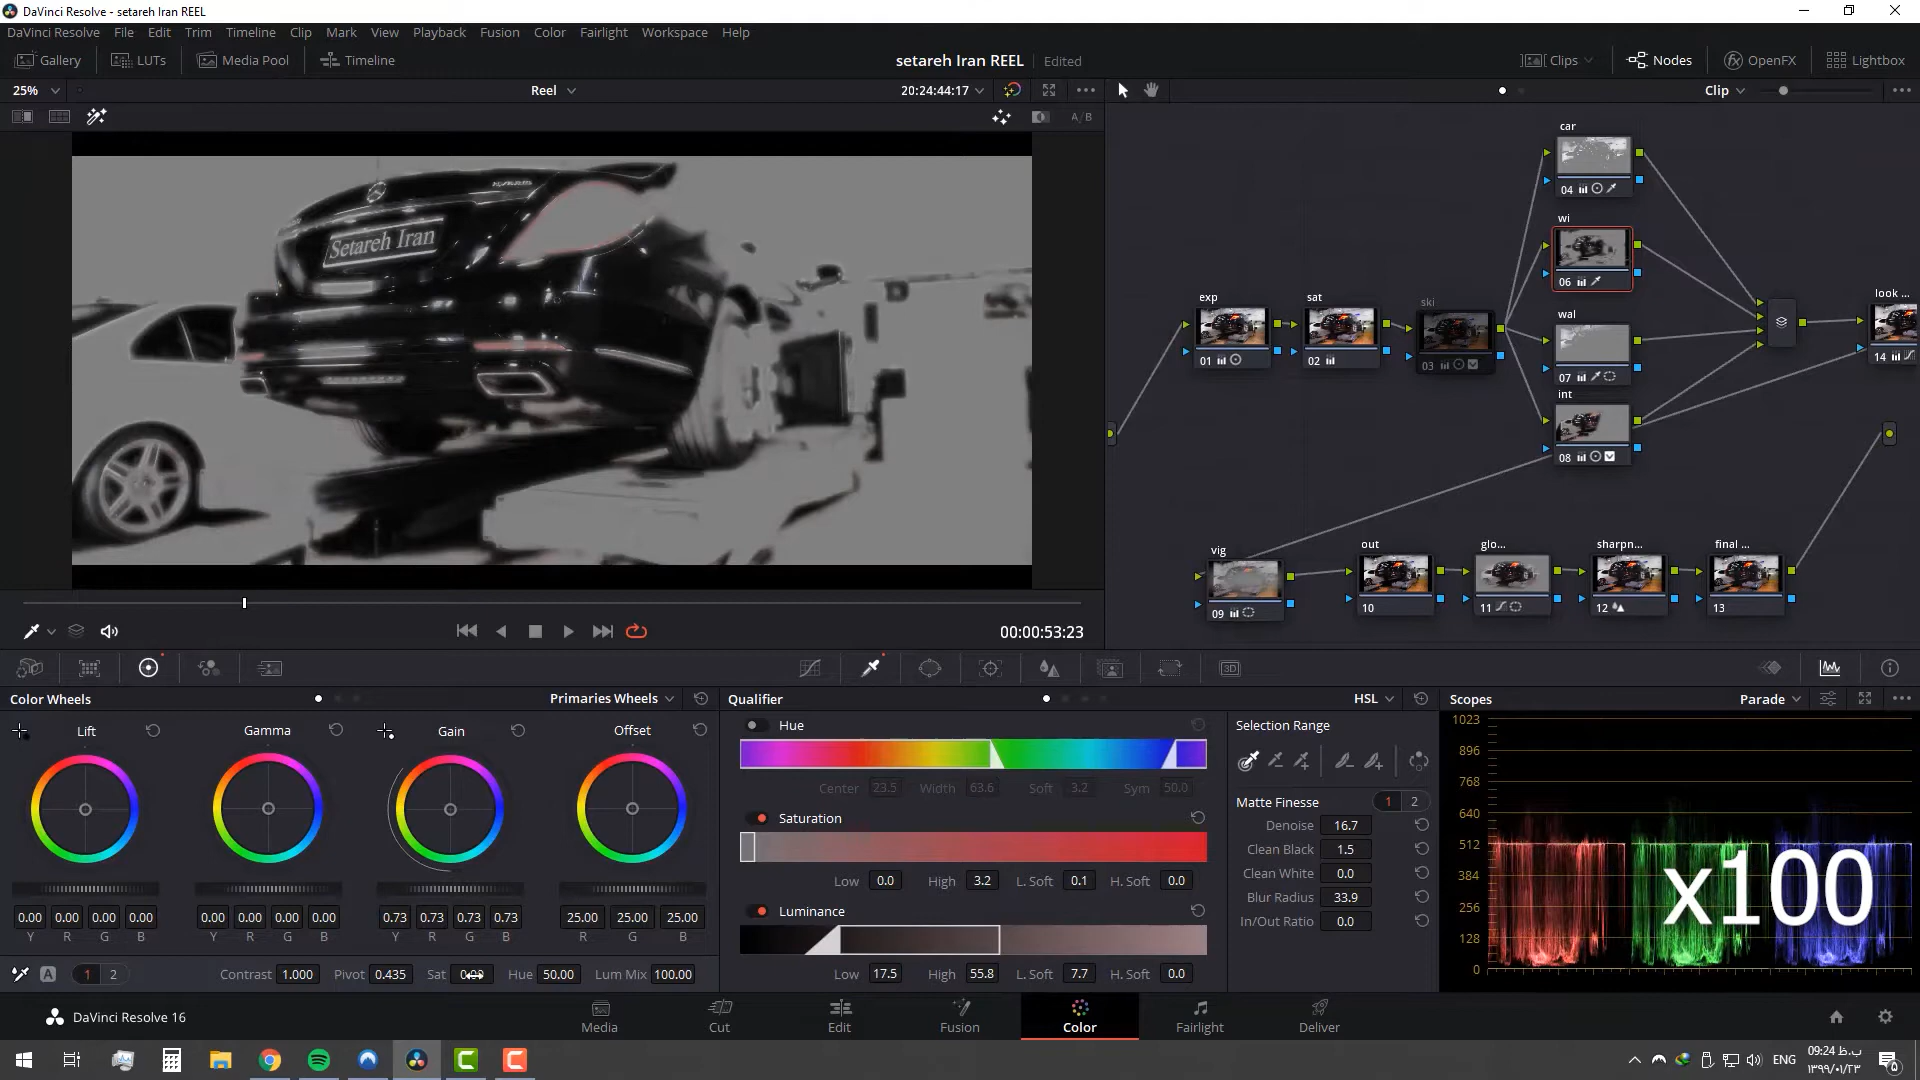 DaVinci Resolve - setareh Iran REEL
DaVinci Resolve File Edit Trim Timeline Clip Mark View Playback Fusion Color Fairlight Workspace Help
Gallery LUTs Media Pool Timeline setareh Iran REEL Edited Clips Nodes OpenFX Lightbox
25% Reel 20:24:44:17 Clip
A/B
Setareh Iran
car
04
wi
06
exp sat ski wal look ...
01 02 03 07 14
int
08
vig out glo... sharpn... final ...
09 10 11 12 13
00:00:53:23
3D
Color Wheels Primaries Wheels Qualifier HSL Scopes Parade
Lift Gamma Gain Offset
0.00 0.00 0.00 0.00 0.00 0.00 0.00 0.00 0.73 0.73 0.73 0.73 25.00 25.00 25.00
Y R G B Y R G B Y R G B R G B
A 1 2 Contrast 1.000 Pivot 0.435 Sat Hue 50.00 Lum Mix 100.00
Hue
Center 23.5 Width 63.6 Soft 3.2 Sym 50.0
Saturation
Low 0.0 High 3.2 L. Soft 0.1 H. Soft 0.0
Luminance
Low 17.5 High 55.8 L. Soft 7.7 H. Soft 0.0
Selection Range
Matte Finesse 1 2
Denoise 16.7
Clean Black 1.5
Clean White 0.0
Blur Radius 33.9
In/Out Ratio 0.0
1023
896
768
640
512
384
256
128
0
x100
DaVinci Resolve 16 Media Cut Edit Fusion Color Fairlight Deliver
ENG 09:24 ب.ظ
۱۳۹۹/۰۱/۲۳
۵